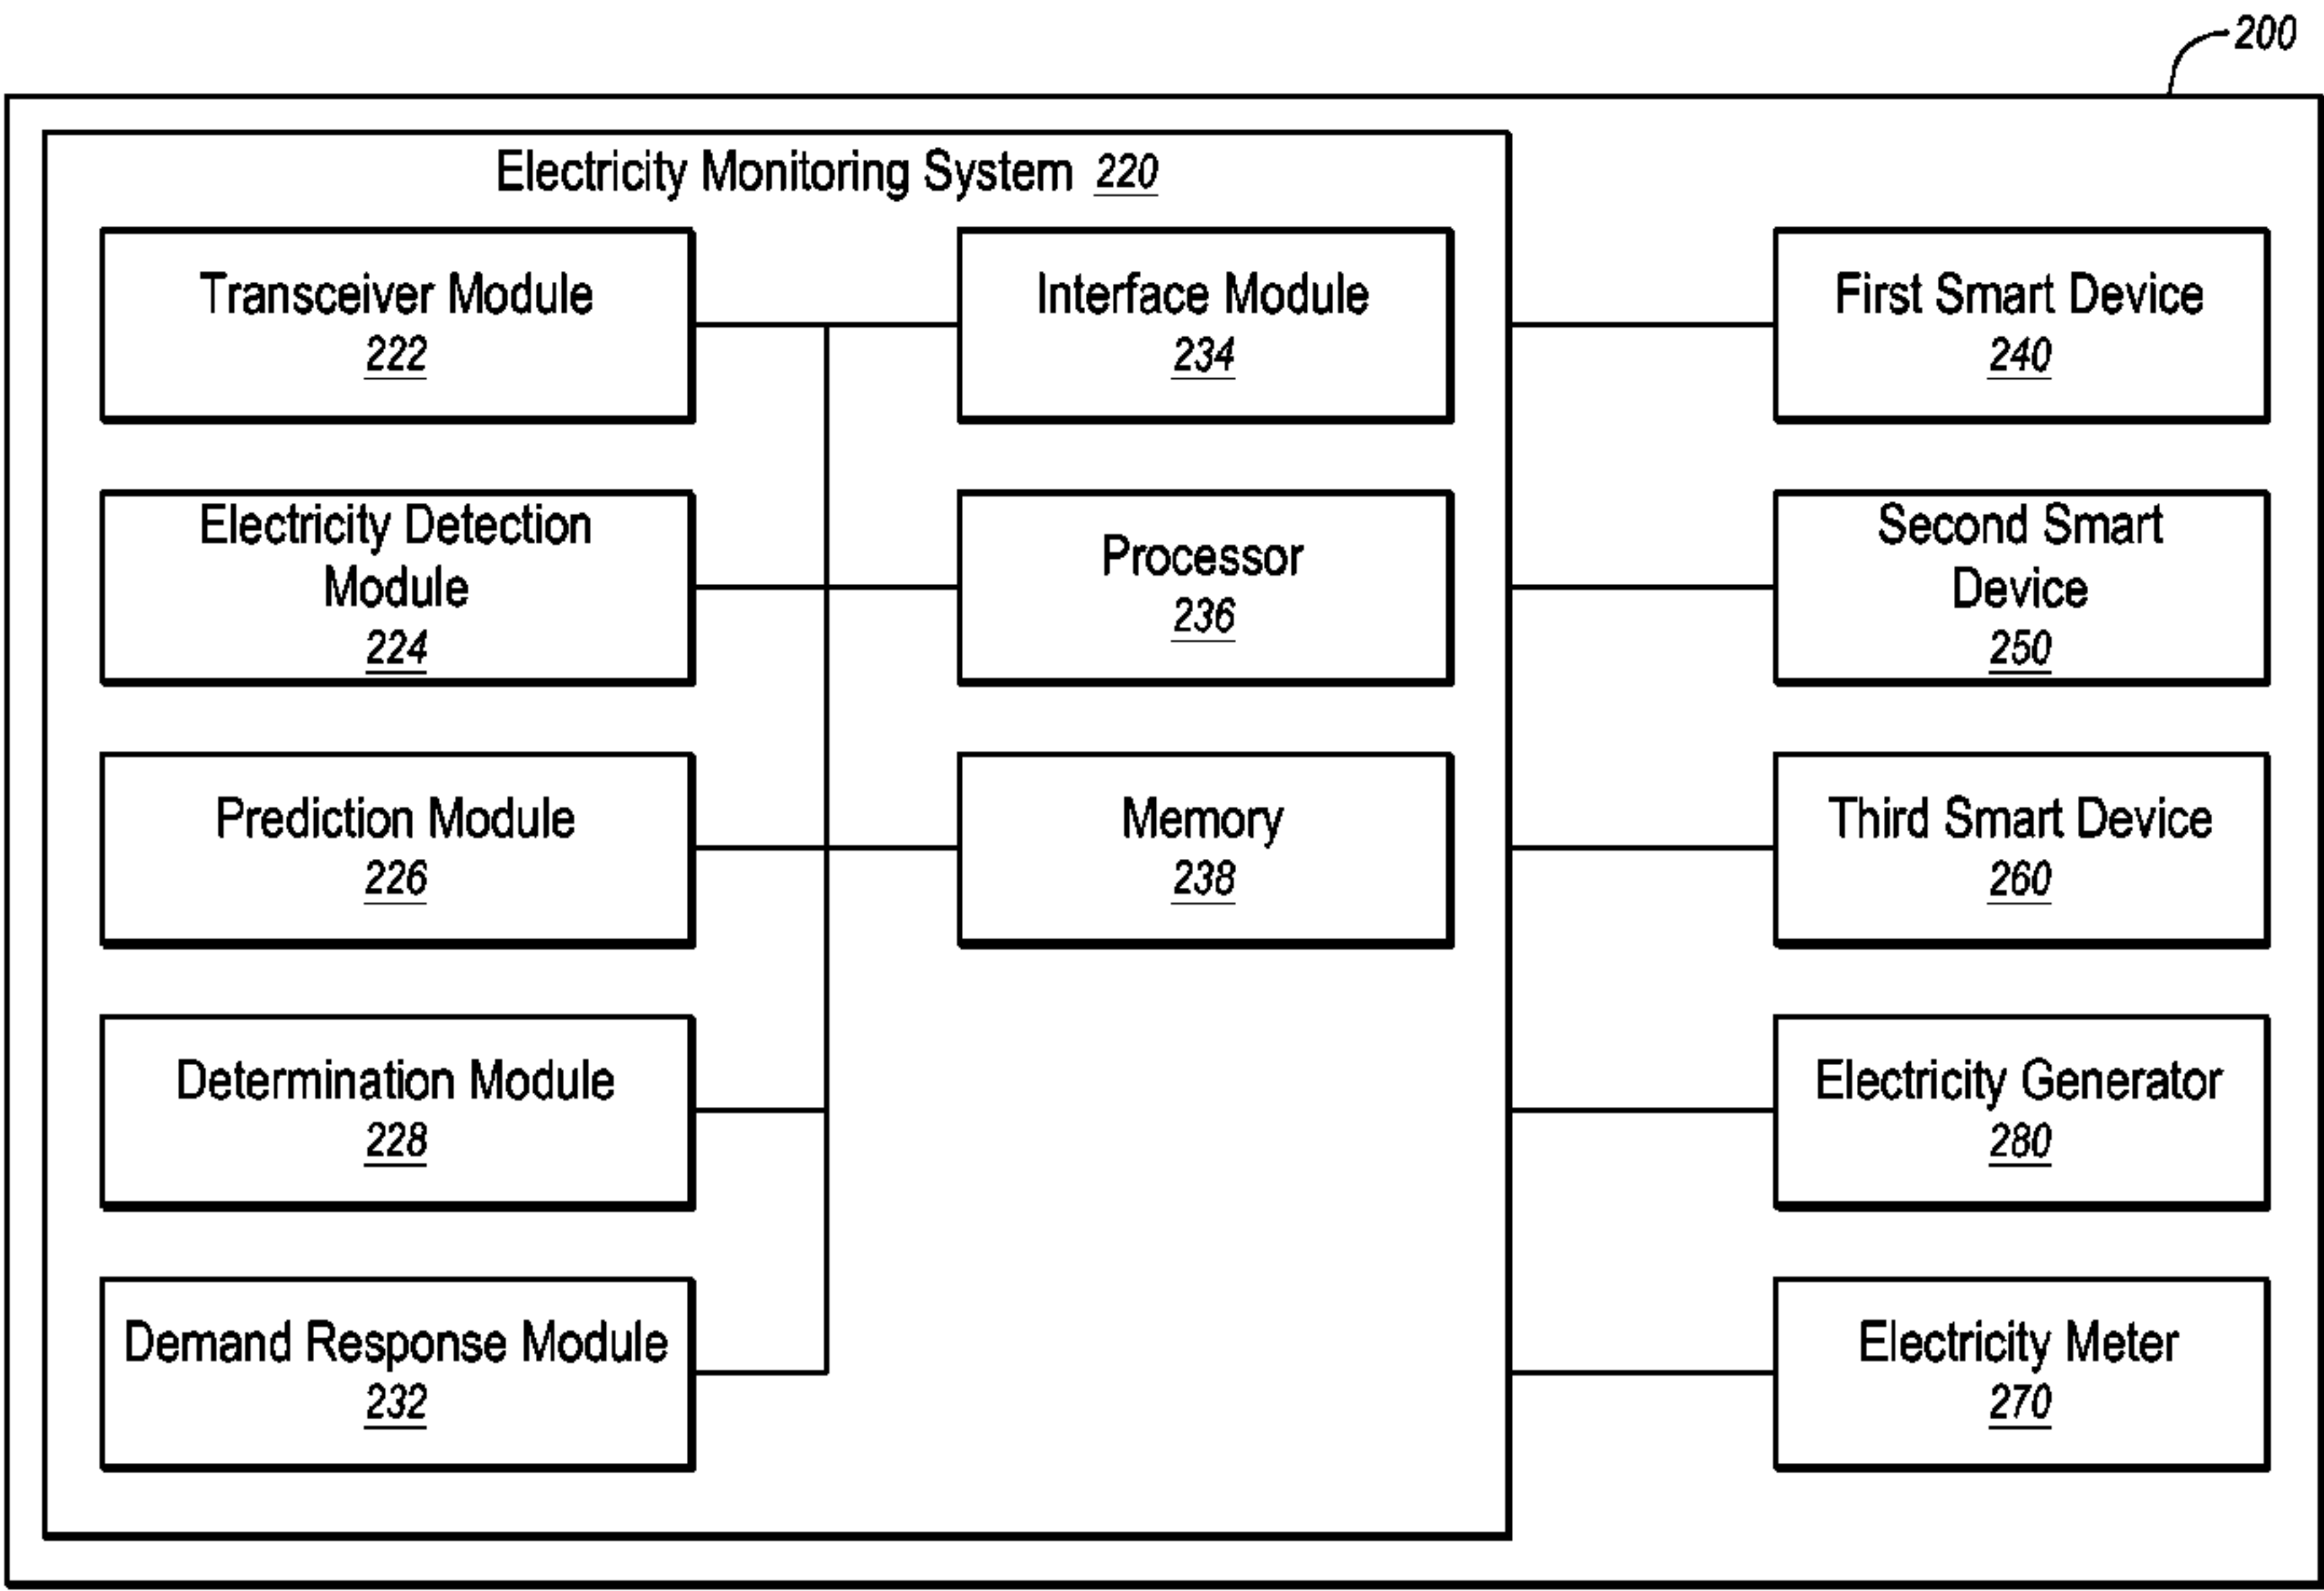 200
Electricity Monitoring System 220
Transceiver Module
222
Interface Module
234
First Smart Device
240
Electricity Detection
Module
224
Processor
236
Second Smart
Device
250
Prediction Module
226
Memory
238
Third Smart Device
260
Determination Module
228
Electricity Generator
280
Demand Response Module
232
Electricity Meter
270